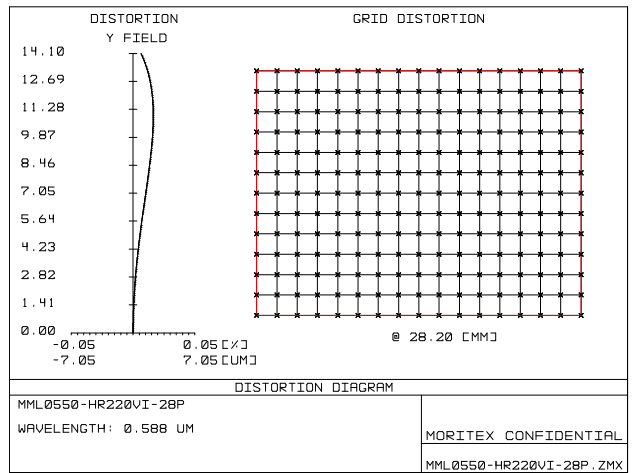 DISTORTION
Y FIELD
GRID DISTORTION
14.10
12.69
11.28
9.87
8.46
7.05
5.64
4.23
2.82
1.41
0.00
-0.05 0.05[%]
-7.05 7.05[UM]
@ 28.20 [MM]
DISTORTION DIAGRAM
MML0550-HR220VI-28P
WAVELENGTH: 0.588 UM
MORITEX CONFIDENTIAL
MML0550-HR220VI-28P.ZMX